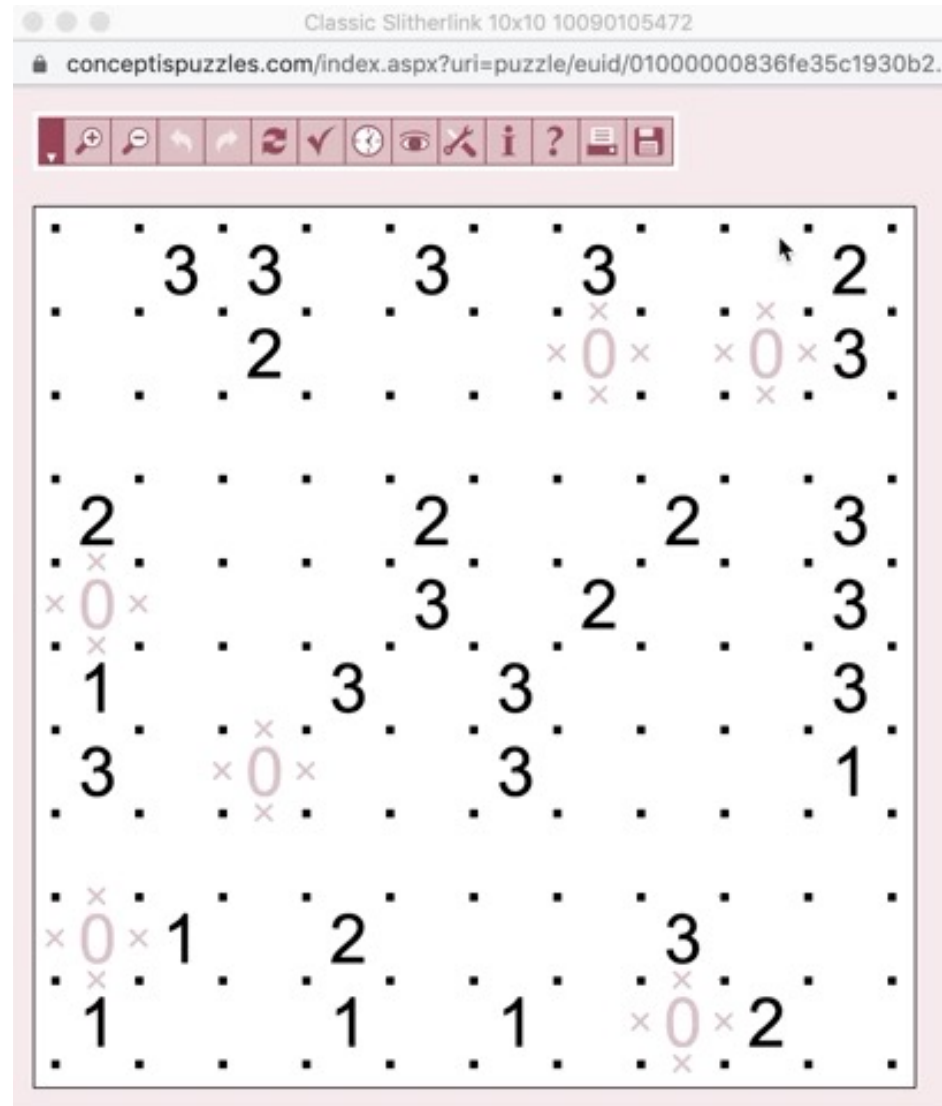 Classic Slitherlink 10x10 10090105472
conceptispuzzles.com/index.aspx?uri=puzzle/euid/01000000836fe35c1930b2.
i ?
3 3 3 3 2
2 0 0 3
2 2 2 3
0 3 2 3
1 3 3 3
3 0 3 1
0 1 2 3
1 1 1 0 2